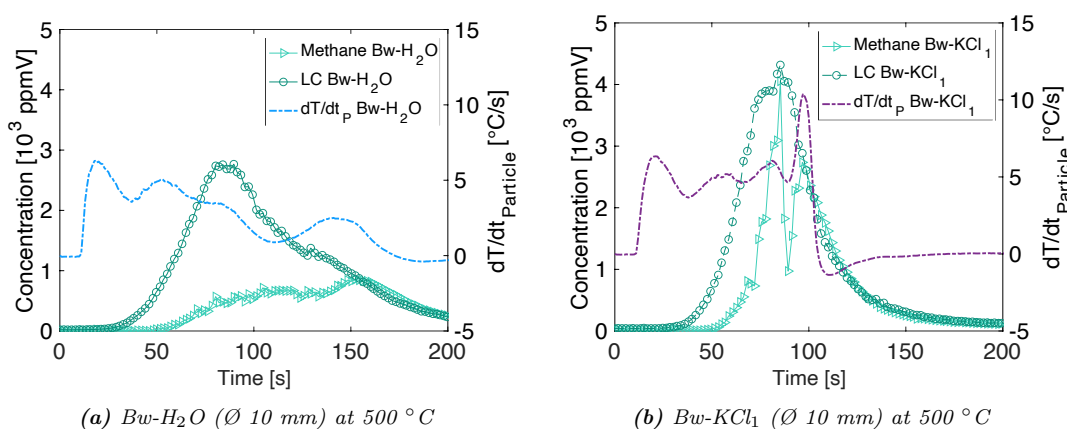 5
4
3
2
1
0
Concentration [10³ ppmV]
15
10
5
0
-5
dT/dt_Particle [°C/s]
Methane Bw-H₂O
LC Bw-H₂O
dT/dt_P Bw-H₂O
0 50 100 150 200
Time [s]
(a) Bw-H₂O (Ø 10 mm) at 500 °C
5
4
3
2
1
0
Concentration [10³ ppmV]
15
10
5
0
-5
dT/dt_Particle [°C/s]
Methane Bw-KCl₁
LC Bw-KCl₁
dT/dt_P Bw-KCl₁
0 50 100 150 200
Time [s]
(b) Bw-KCl₁ (Ø 10 mm) at 500 °C